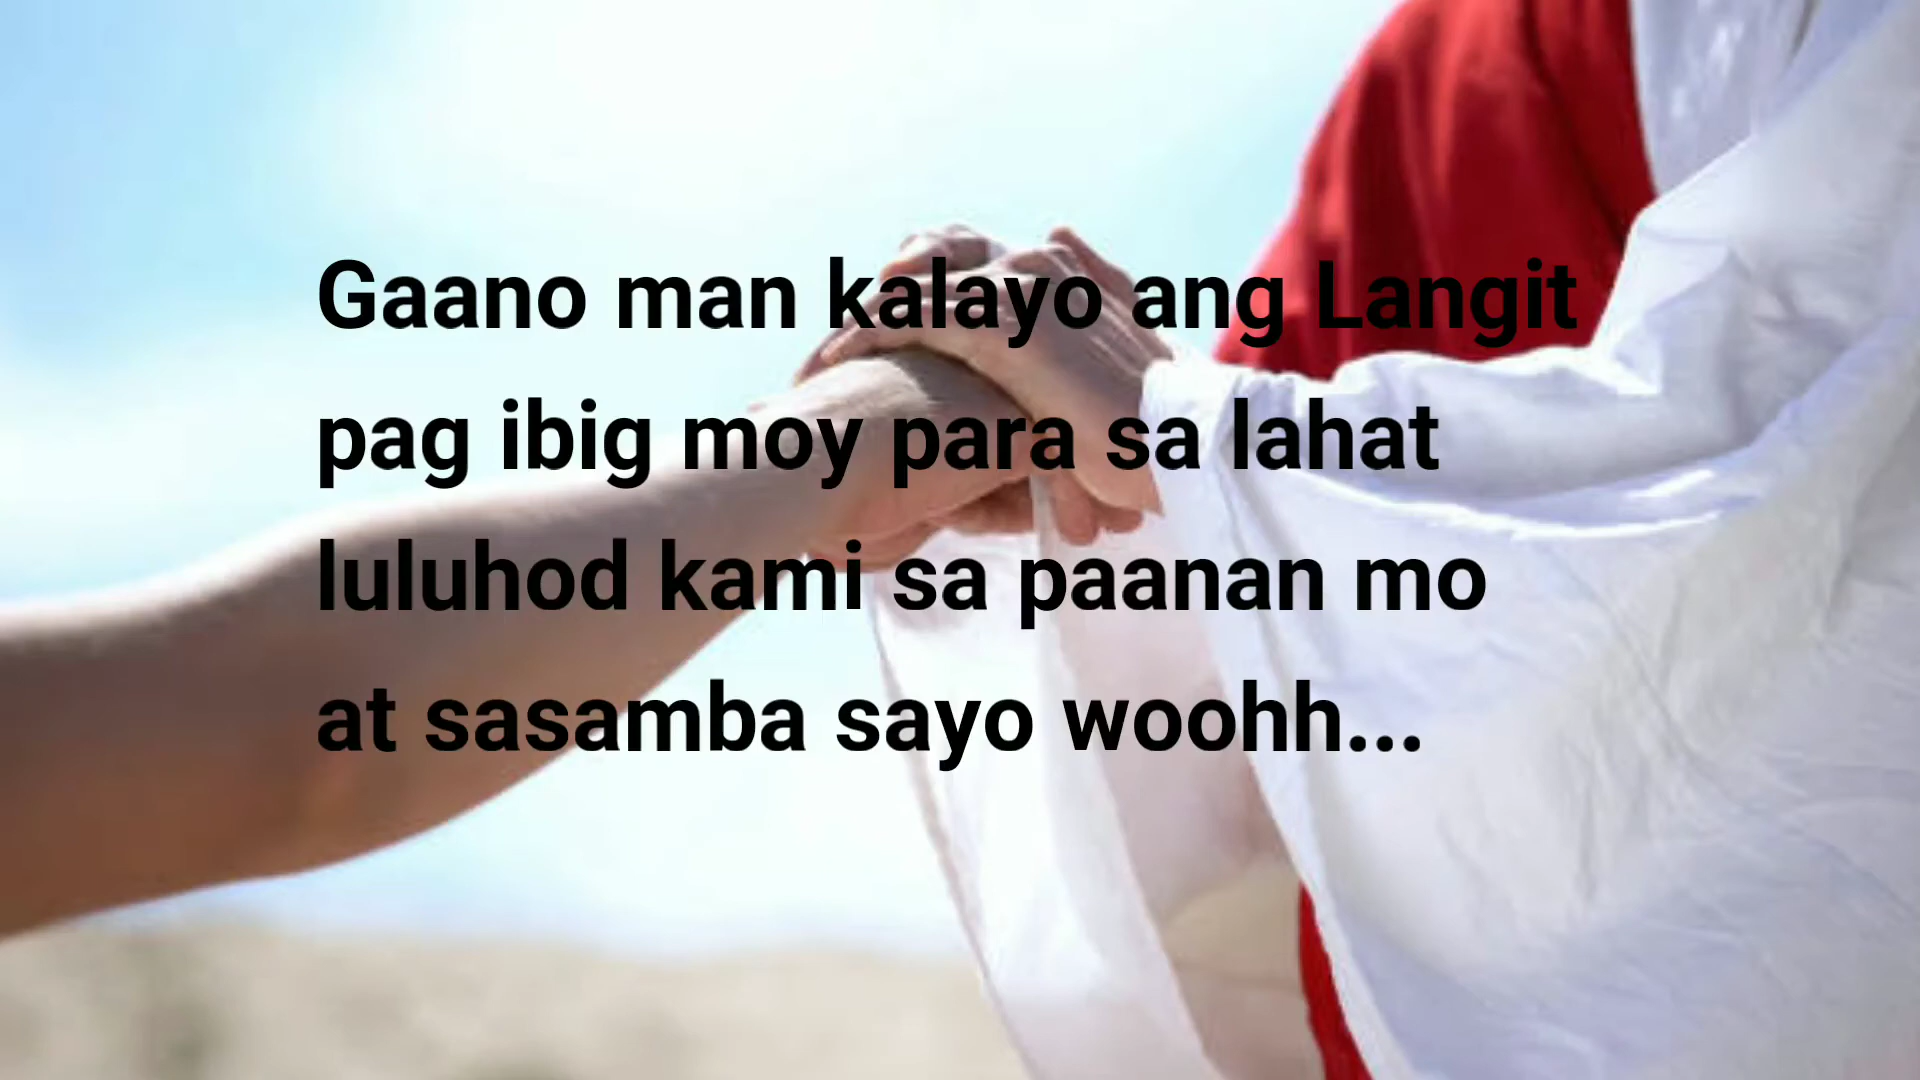 Gaano man kalayo ang Langit
pag ibig moy para sa lahat
luluhod kami sa paanan mo
at sasamba sayo woohh...